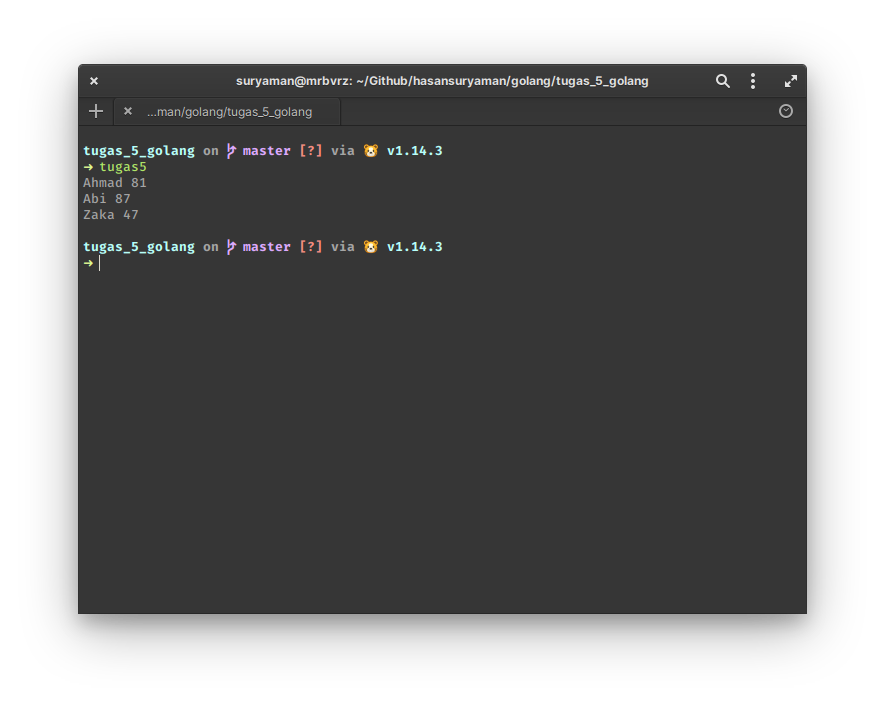 suryaman@mrbvrz: ~/Github/hasansuryaman/golang/tugas_5_golang
...man/golang/tugas_5_golang
tugas_5_golang on master [?] via 🐹 v1.14.3
➜ tugas5
Ahmad 81
Abi 87
Zaka 47
tugas_5_golang on master [?] via 🐹 v1.14.3
➜